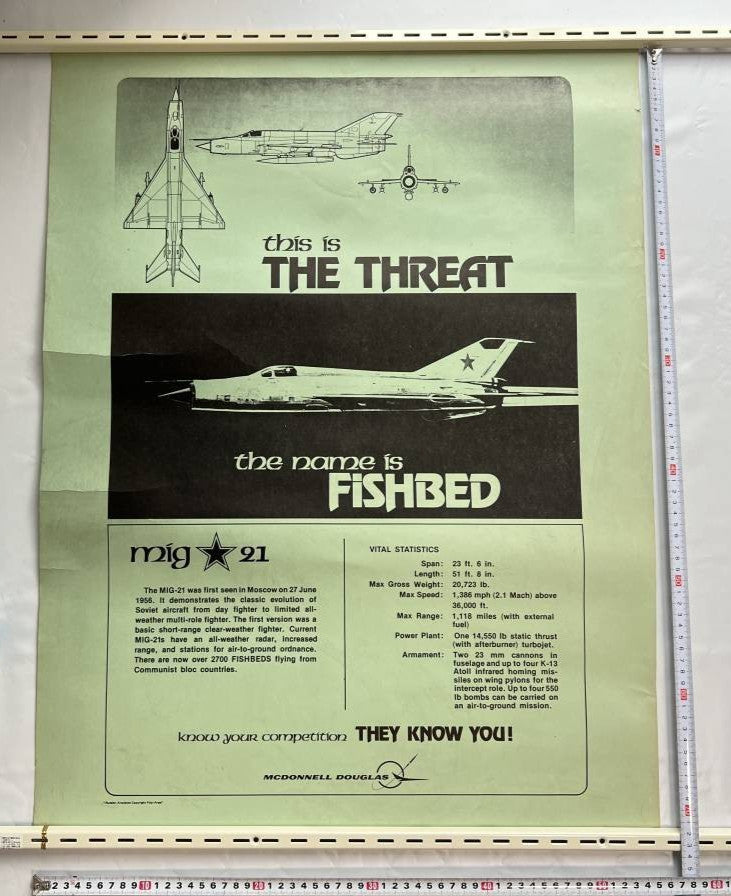 this is
THE THREAT
the name is
FISHBED
mig 21
The MIG-21 was first seen in Moscow on 27 June
1956. It demonstrates the classic evolution of
Soviet aircraft from day fighter to limited all-
weather multi-role fighter. The first version was a
basic short-range clear-weather fighter. Current
MIG-21s have an all-weather radar, increased
range, and stations for air-to-ground ordnance.
There are now over 2700 FISHBEDS flying from
Communist bloc countries.
VITAL STATISTICS
Span: 23 ft. 6 in.
Length: 51 ft. 8 in.
Max Gross Weight: 20,723 lb.
Max Speed: 1,386 mph (2.1 Mach) above
36,000 ft.
Max Range: 1,118 miles (with external
fuel)
Power Plant: One 14,550 lb static thrust
(with afterburner) turbojet.
Armament: Two 23 mm cannons in
fuselage and up to four K-13
Atoll infrared homing mis-
siles on wing pylons for the
intercept role. Up to four 550
lb bombs can be carried on
an air-to-ground mission.
know your competition THEY KNOW YOU!
MCDONNELL DOUGLAS